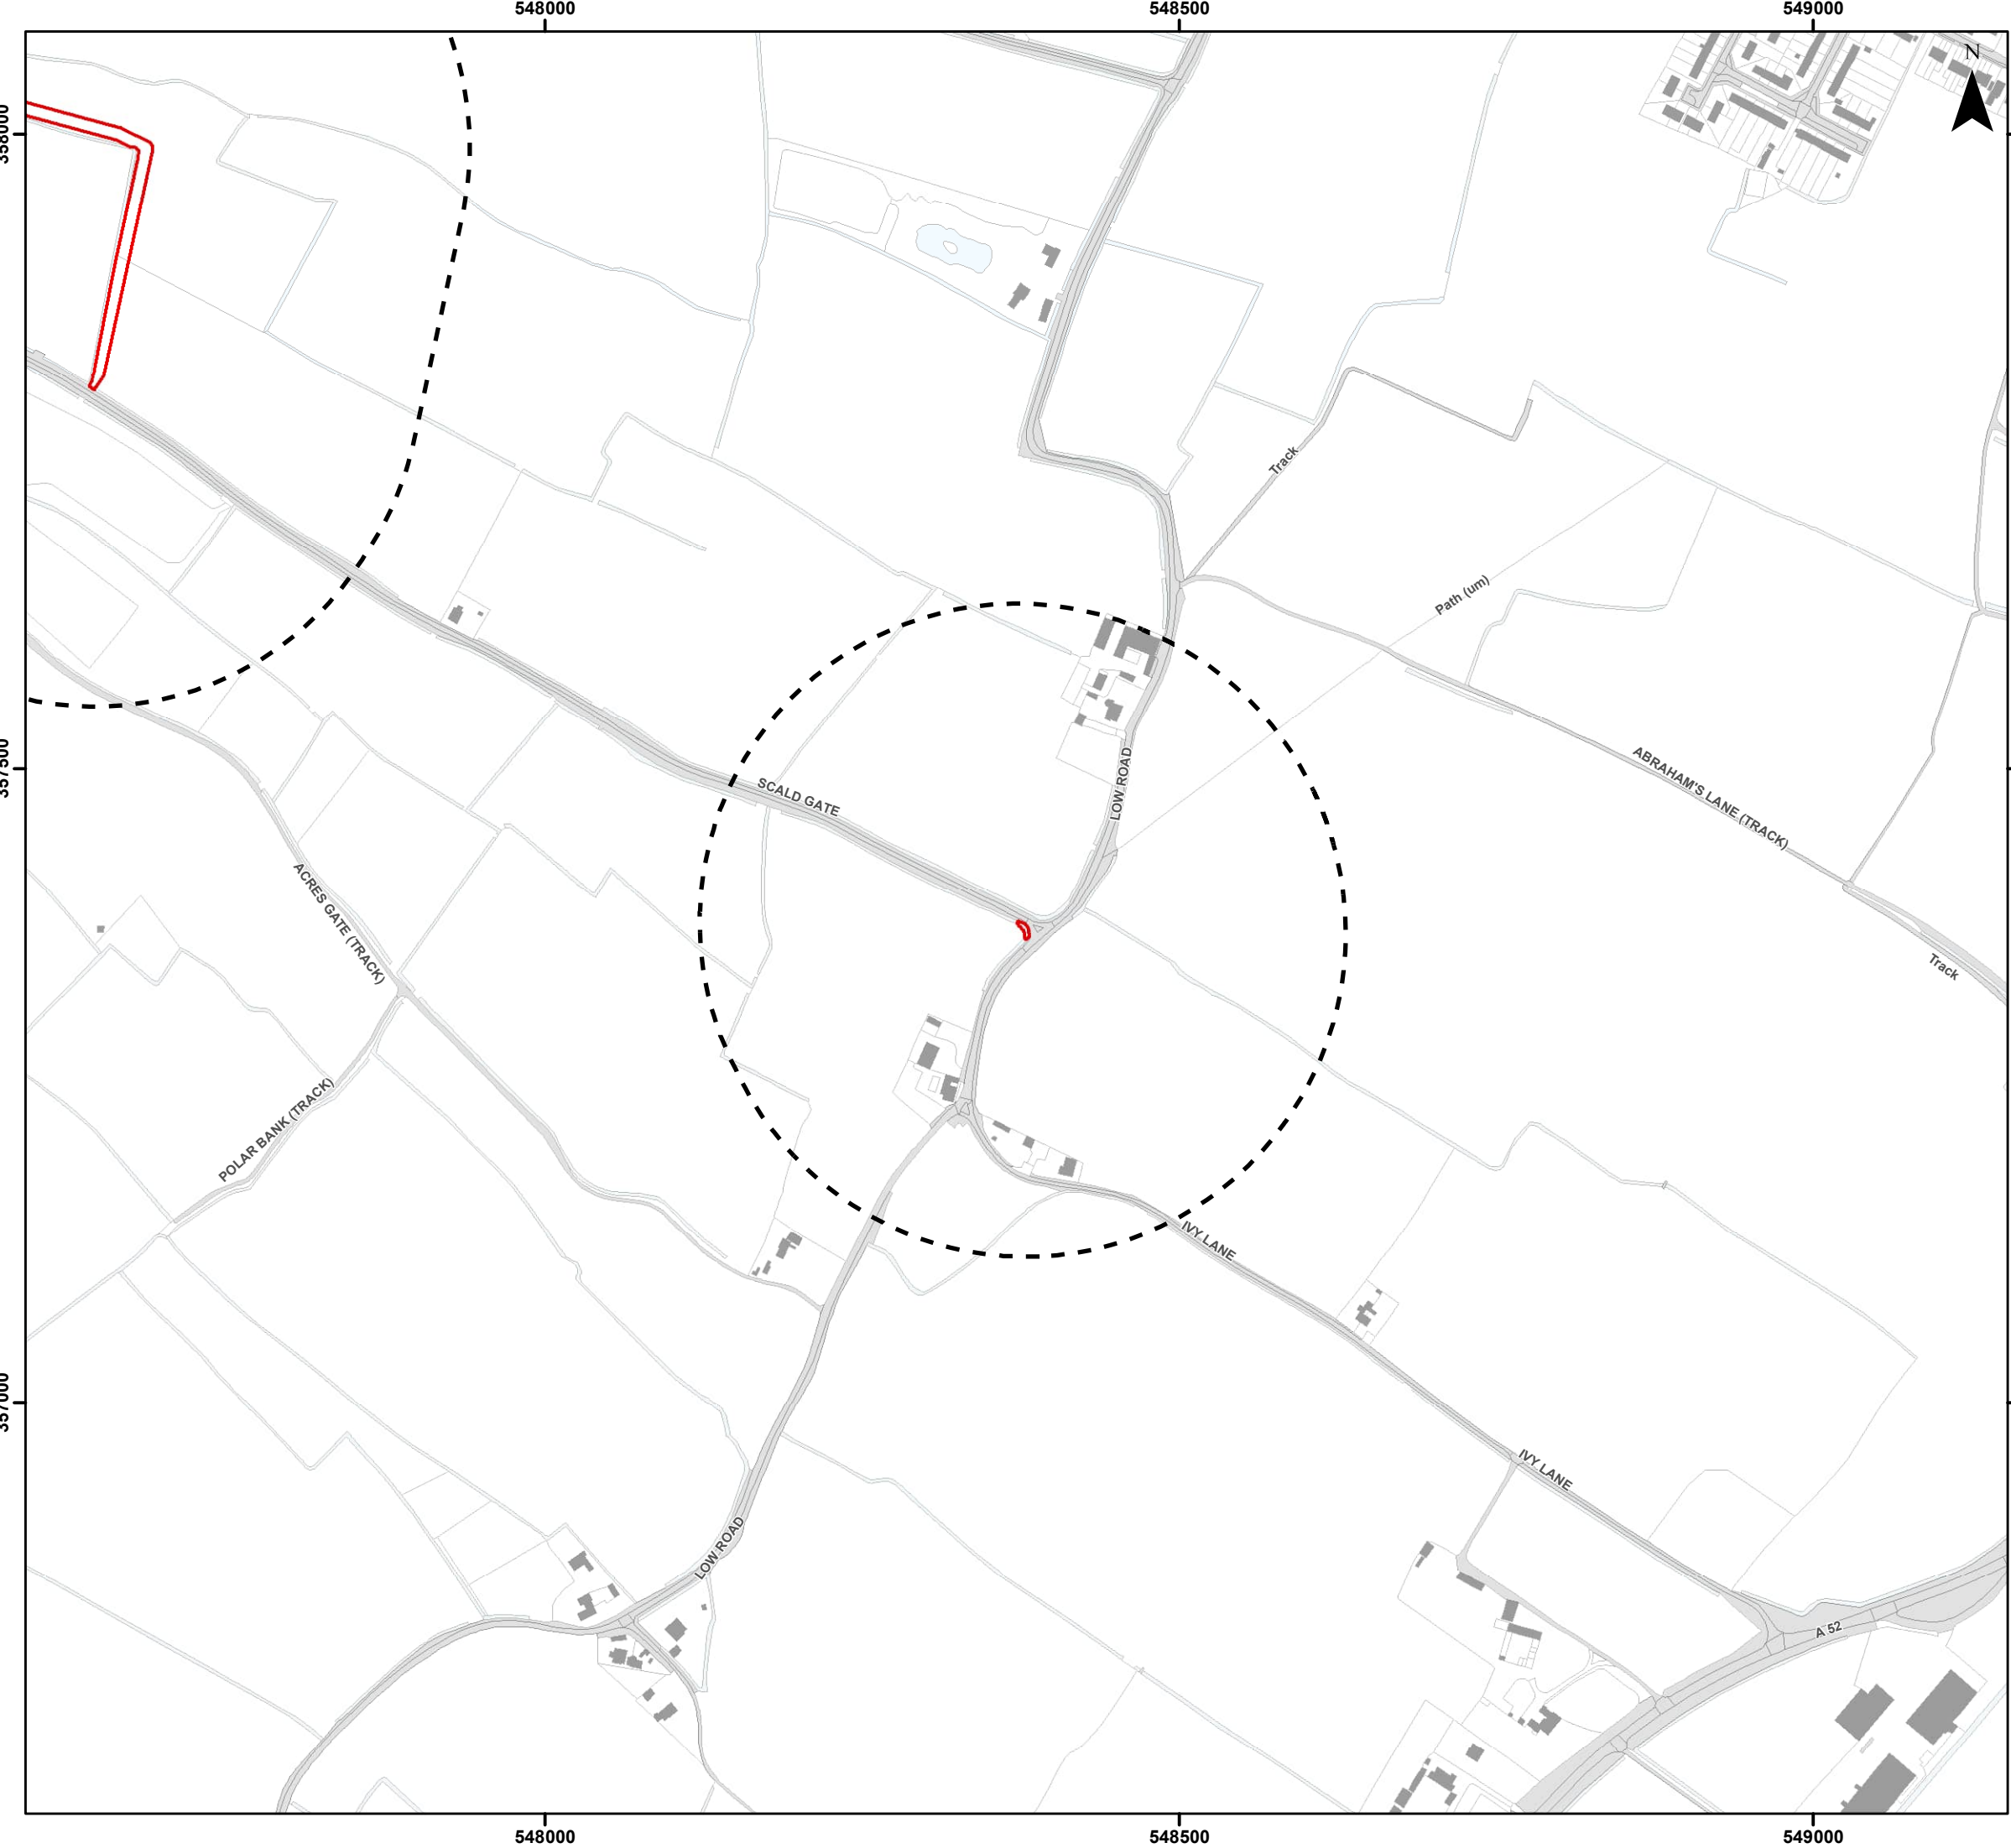 548000
548500
549000
N
358000
Track
Path (um)
357500
LOW ROAD
SCALD GATE
ABRAHAM'S LANE (TRACK)
ACRES GATE (TRACK)
Track
POLAR BANK (TRACK)
IVY LANE
357000
IVY LANE
LOW ROAD
A 52
548000
548500
549000